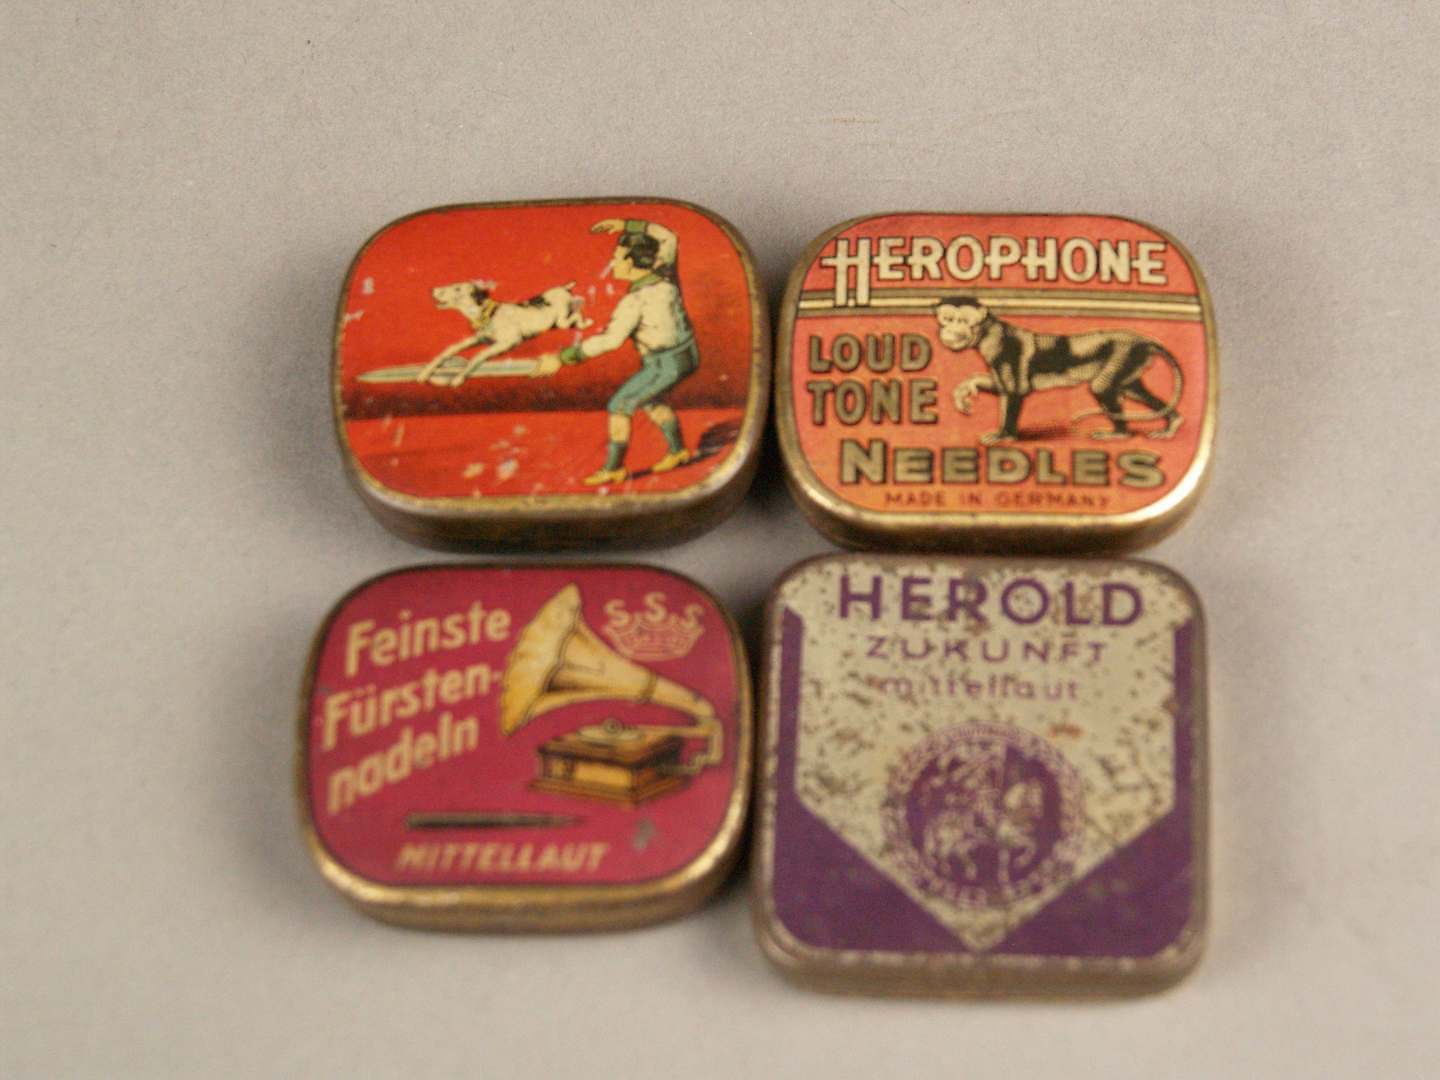 HEROPHONE
LOUD
TONE
NEEDLES
MADE IN GERMANY
Feinste
Fürsten-
nadeln
S.S.S
MITTELLAUT
HEROLD
ZUKUNFT
mittellaut